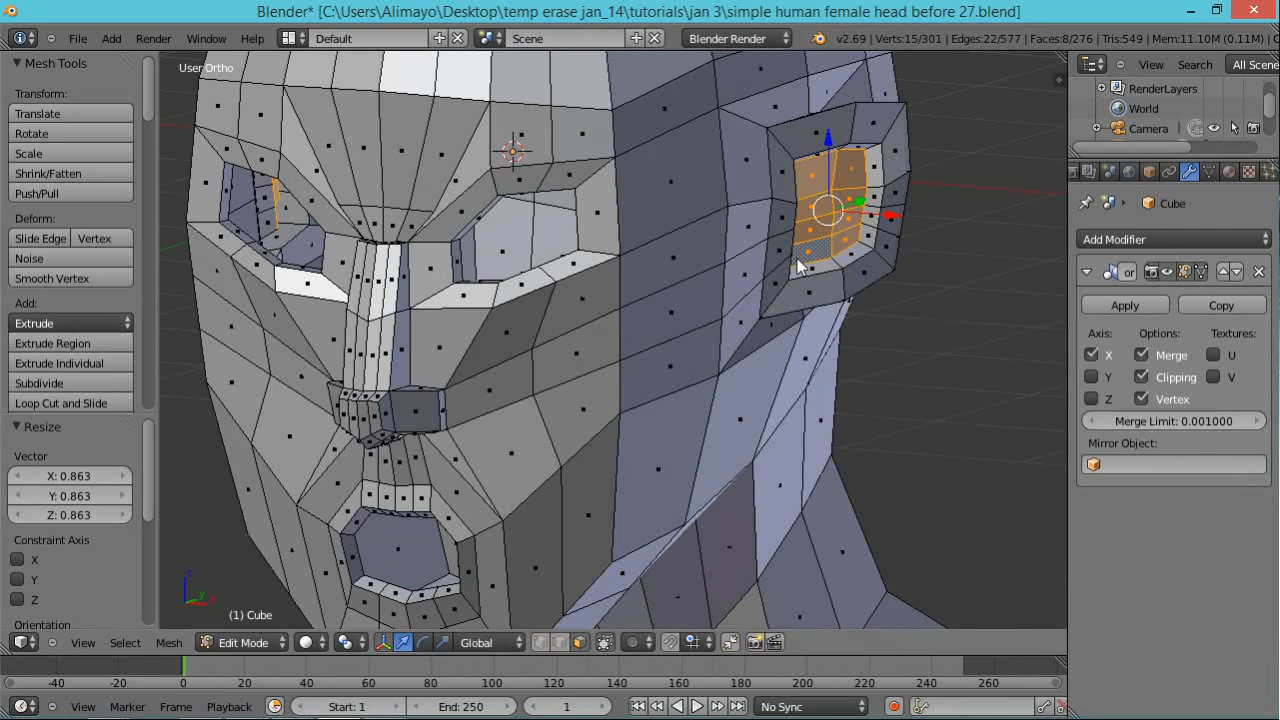 Blender* [C:\Users\Alimayo\Desktop\temp erase jan_14\tutorials\jan 3\simple human female head before 27.blend]
File Add Render Window Help Default Scene Blender Render v2.69 | Verts:15/301 | Edges:22/577 | Faces:8/276 | Tris:549 | Mem:11.10M (0.11M) | C
Mesh Tools
Transform:
Translate
Rotate
Scale
Shrink/Fatten
Push/Pull
Deform:
Slide Edge Vertex
Noise
Smooth Vertex
Add:
Extrude
Extrude Region
Extrude Individual
Subdivide
Loop Cut and Slide
Resize
Vector
X: 0.863
Y: 0.863
Z: 0.863
Constraint Axis
X
Y
Z
Orientation
User Ortho
(1) Cube
View Search All Scene
RenderLayers
World
Camera
Cube
Add Modifier
or
Apply Copy
Axis: Options: Textures:
X Merge U
Y Clipping V
Z Vertex
Merge Limit: 0.001000
Mirror Object:
View Select Mesh Edit Mode Global
-40 -20 0 20 40 60 80 100 120 140 160 180 200 220 240 260
View Marker Frame Playback Start: 1 End: 250 1 No Sync